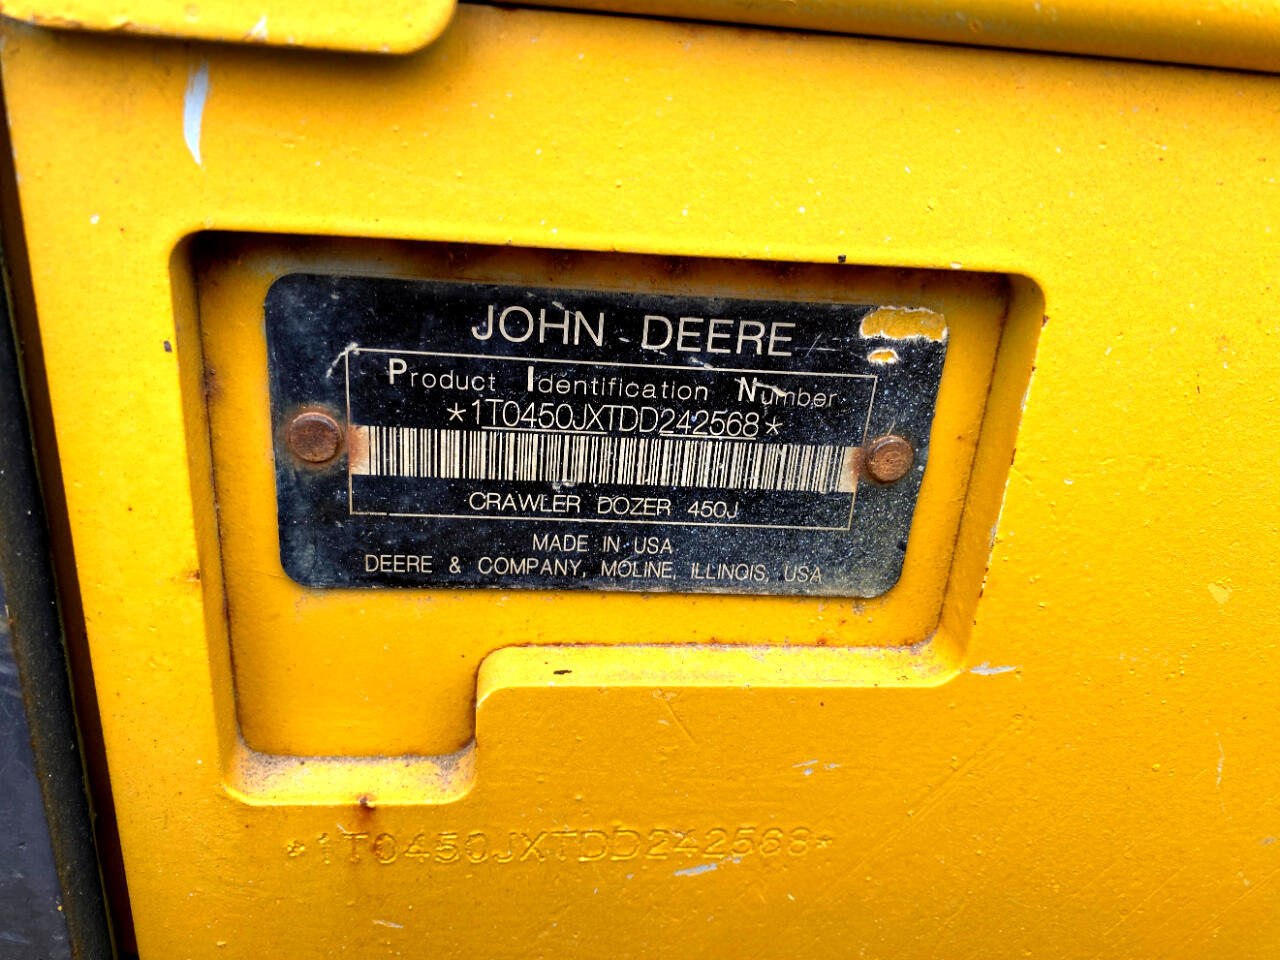 JOHN DEERE
Product Identification Number
*1T0450JXTDD242568*
CRAWLER DOZER 450J
MADE IN USA
DEERE & COMPANY, MOLINE, ILLINOIS, USA
*1T0450JXTDD242568*